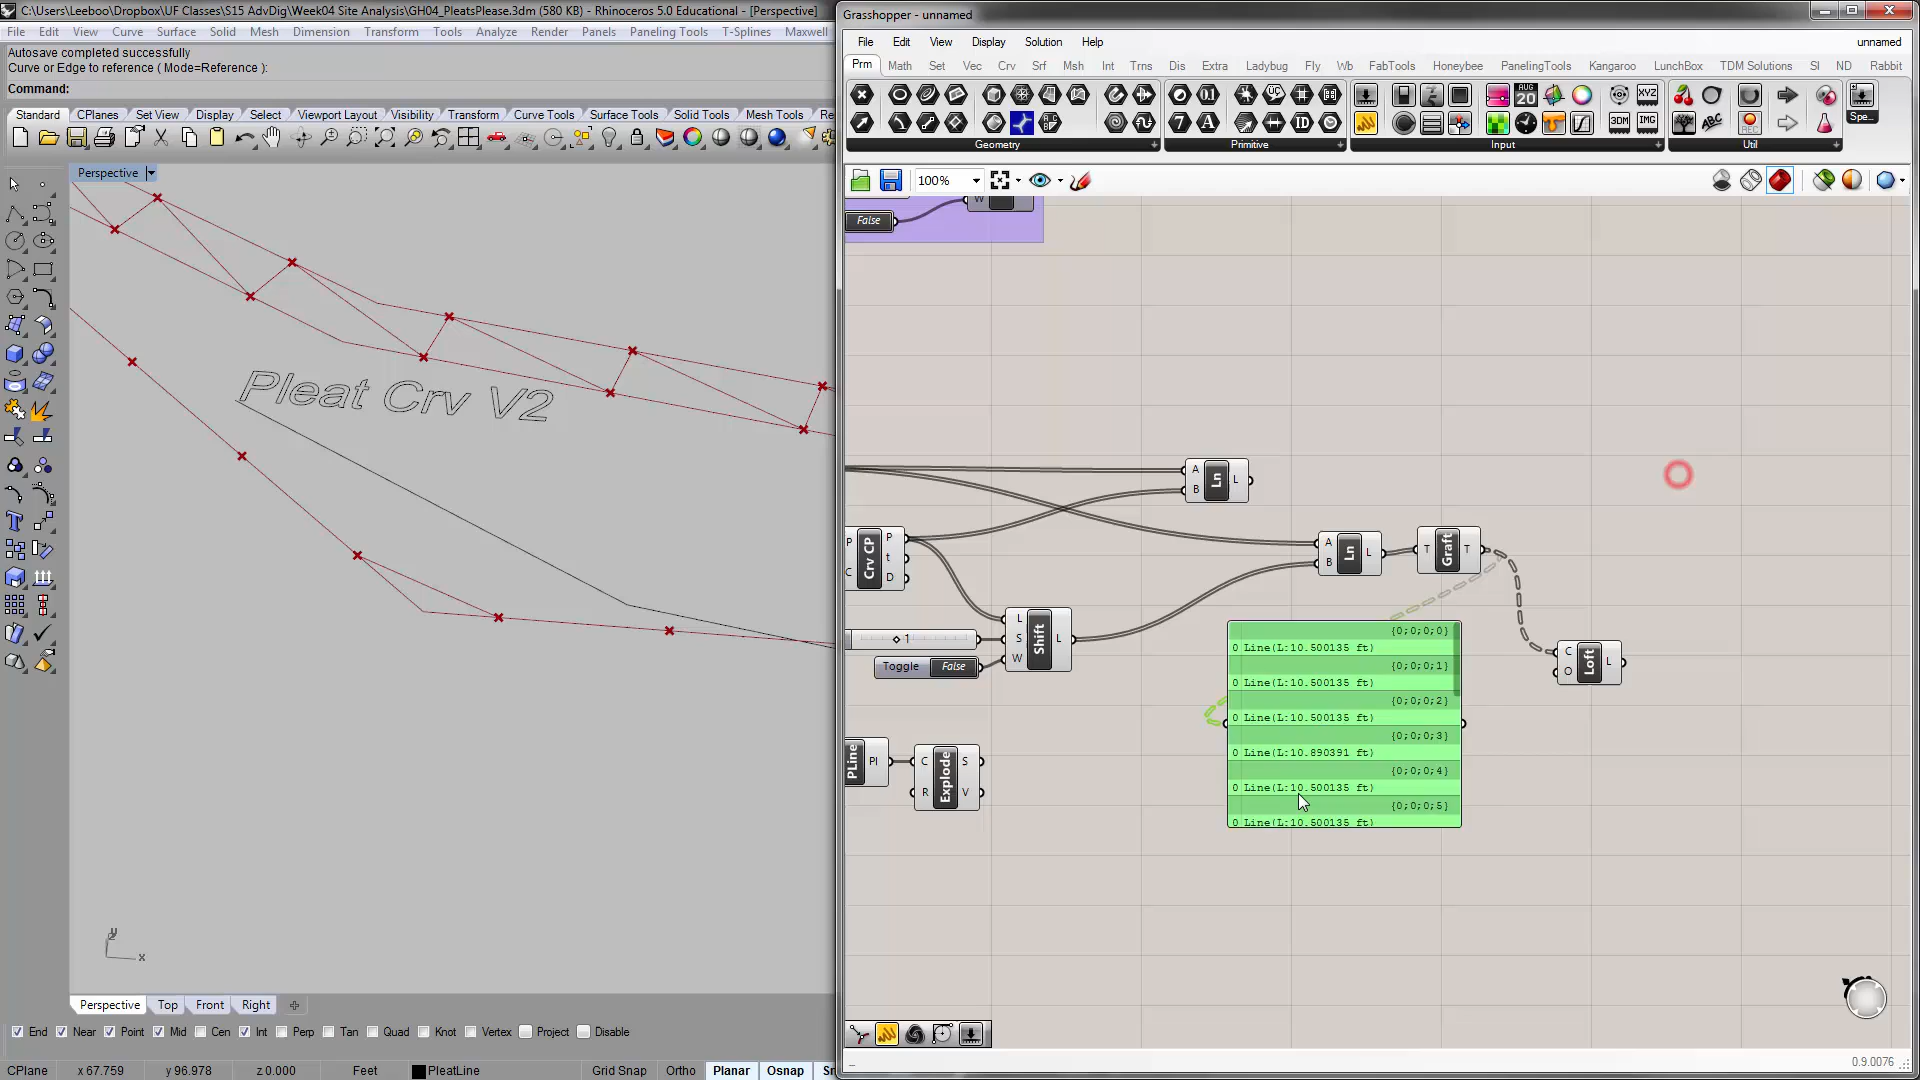 C:\Users\Leeboo\Dropbox\UF Classes\S15 AdvDig\Week04 Site Analysis\GH04_PleatsPlease.3dm (580 KB) - Rhinoceros 5.0 Educational - [Perspective]
File Edit View Curve Surface Solid Mesh Dimension Transform Tools Analyze Render Panels Paneling Tools T-Splines Maxwell
Autosave completed successfully
Curve or Edge to reference ( Mode=Reference ):
Command:
Standard CPlanes Set View Display Select Viewport Layout Visibility Transform Curve Tools Surface Tools Solid Tools Mesh Tools Re
Perspective
Pleat Crv V2
y
x
Perspective Top Front Right
End Near Point Mid Cen Int Perp Tan Quad Knot Vertex Project Disable
CPlane x 67.759 y 96.978 z 0.000 Feet PleatLine Grid Snap Ortho Planar Osnap Sn
Grasshopper - unnamed
File Edit View Display Solution Help unnamed
Prm Math Set Vec Crv Srf Msh Int Trns Dis Extra Ladybug Fly Wb FabTools Honeybee PanelingTools Kangaroo LunchBox TDM Solutions SI ND Rabbit
Geometry Primitive Input Util Spe...
100%
False W
A B Ln L
P C Crv CP P t D
A B Ln L
T Graft T
1
Toggle False
L S W Shift L
C O Loft L
PLine Pl
C R Explode S V
{0;0;0;0}
0 Line(L:10.500135 ft)
{0;0;0;1}
0 Line(L:10.500135 ft)
{0;0;0;2}
0 Line(L:10.500135 ft)
{0;0;0;3}
0 Line(L:10.890391 ft)
{0;0;0;4}
0 Line(L:10.500135 ft)
{0;0;0;5}
0 Line(L:10.500135 ft)
0.9.0076